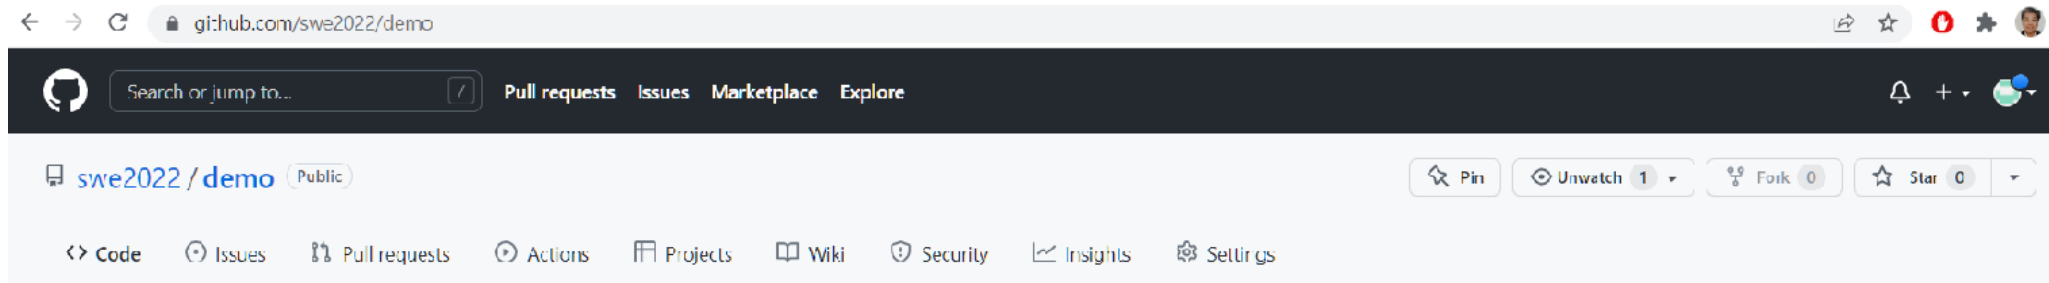 github.com/swe2022/demo
Search or jump to... / Pull requests Issues Marketplace Explore
swe2022 / demo Public Pin Unwatch 1 Fork 0 Star 0
<> Code Issues Pull requests Actions Projects Wiki Security Insights Settings